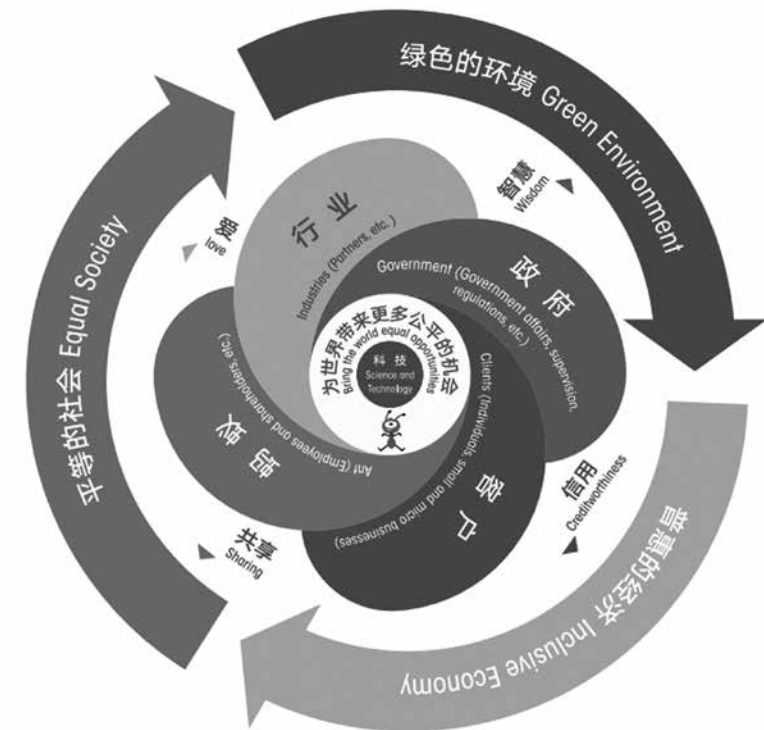 绿色的环境 Green Environment
普惠的经济 Inclusive Economy
平等的社会 Equal Society
智慧
Wisdom
信用
Creditworthiness
共享
Sharing
爱
love
行业
Industries (Partners, etc.)
政府
Government (Government affairs, supervision,
regulations, etc.)
客户
Clients (Individuals, small and micro businesses)
蚂蚁
Ant (Employees and shareholders, etc.)
为世界带来更多公平的机会
Bring the world equal opportunities
科技
Science and
Technology